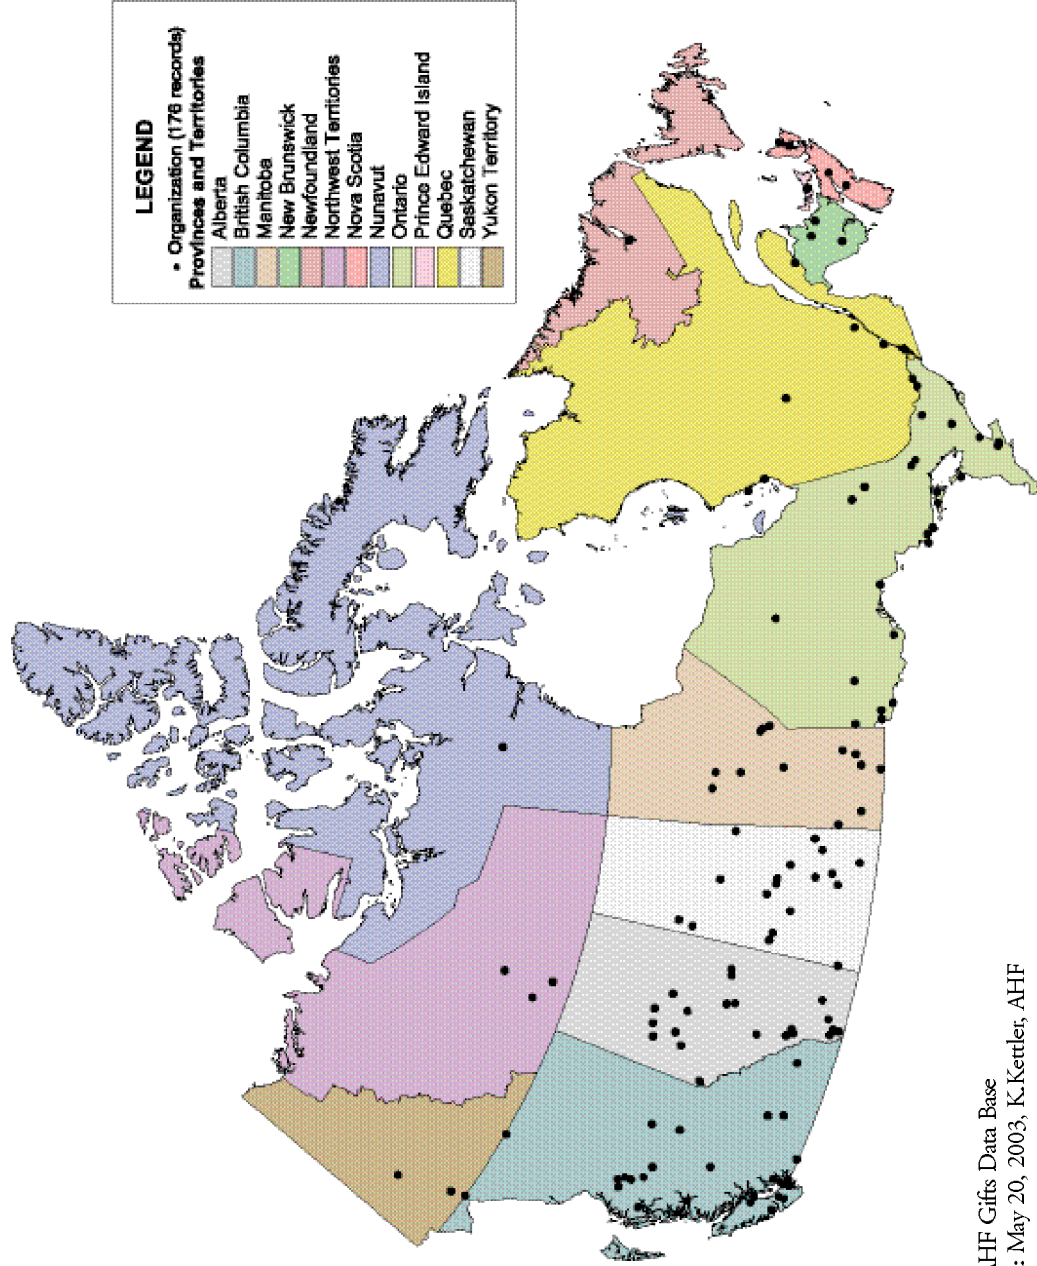 LEGEND
• Organization (176 records)
Provinces and Territories
Alberta
British Columbia
Manitoba
New Brunswick
Newfoundland
Northwest Territories
Nova Scotia
Nunavut
Ontario
Prince Edward Island
Quebec
Saskatchewan
Yukon Territory
HF Gifts Data Base
: May 20, 2003, K.Kettler, AHF